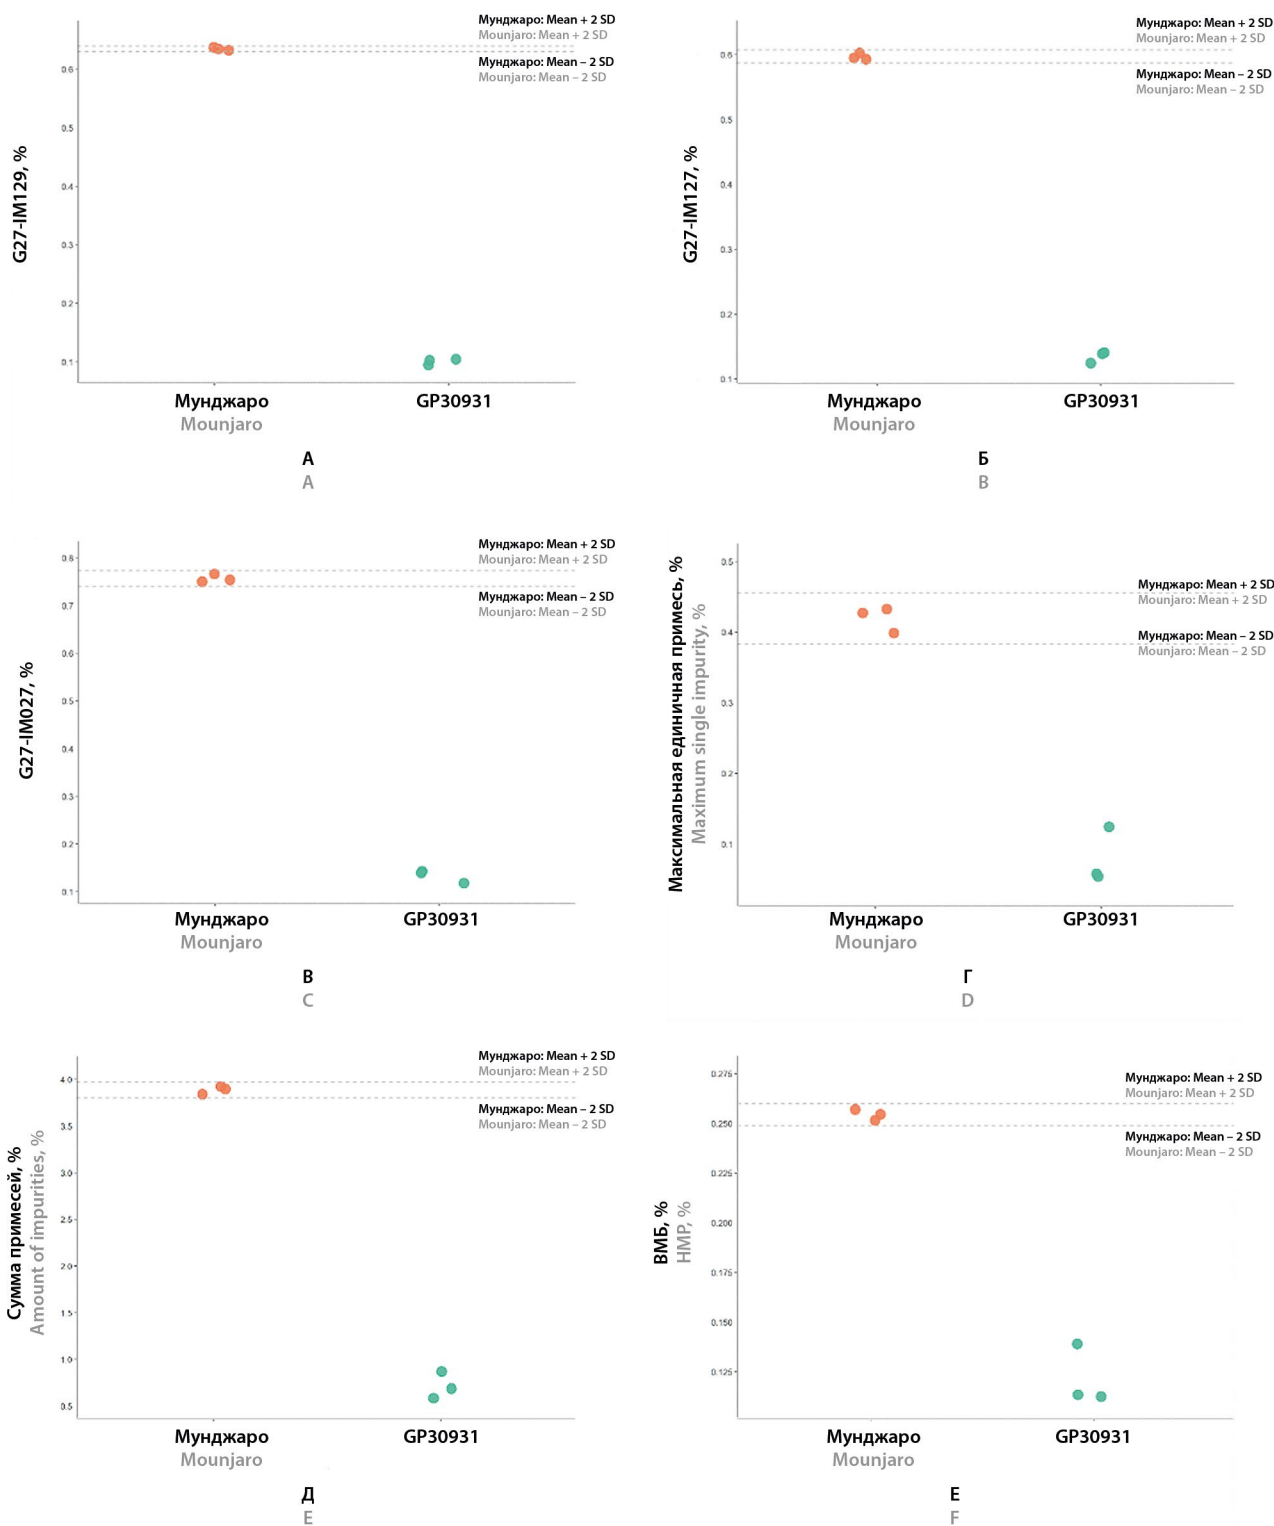 Мунджаро: Mean + 2 SD
Mounjaro: Mean + 2 SD
Мунджаро: Mean – 2 SD
Mounjaro: Mean – 2 SD
G27-IM129, %
0.6
0.5
0.4
0.3
0.2
0.1
Мунджаро
Mounjaro
GP30931
А
A
Мунджаро: Mean + 2 SD
Mounjaro: Mean + 2 SD
Мунджаро: Mean – 2 SD
Mounjaro: Mean – 2 SD
G27-IM127, %
0.6
0.5
0.4
0.3
0.2
0.1
Мунджаро
Mounjaro
GP30931
Б
B
Мунджаро: Mean + 2 SD
Mounjaro: Mean + 2 SD
Мунджаро: Mean – 2 SD
Mounjaro: Mean – 2 SD
G27-IM027, %
0.8
0.7
0.6
0.5
0.4
0.3
0.2
0.1
Мунджаро
Mounjaro
GP30931
В
C
Мунджаро: Mean + 2 SD
Mounjaro: Mean + 2 SD
Мунджаро: Mean – 2 SD
Mounjaro: Mean – 2 SD
Максимальная единичная примесь, %
Maximum single impurity, %
0.5
0.4
0.3
0.2
0.1
Мунджаро
Mounjaro
GP30931
Г
D
Мунджаро: Mean + 2 SD
Mounjaro: Mean + 2 SD
Мунджаро: Mean – 2 SD
Mounjaro: Mean – 2 SD
Сумма примесей, %
Amount of impurities, %
4.0
3.5
3.0
2.5
2.0
1.5
1.0
0.5
Мунджаро
Mounjaro
GP30931
Д
E
Мунджаро: Mean + 2 SD
Mounjaro: Mean + 2 SD
Мунджаро: Mean – 2 SD
Mounjaro: Mean – 2 SD
ВМБ, %
HMP, %
0.275
0.250
0.225
0.200
0.175
0.150
0.125
Мунджаро
Mounjaro
GP30931
Е
F